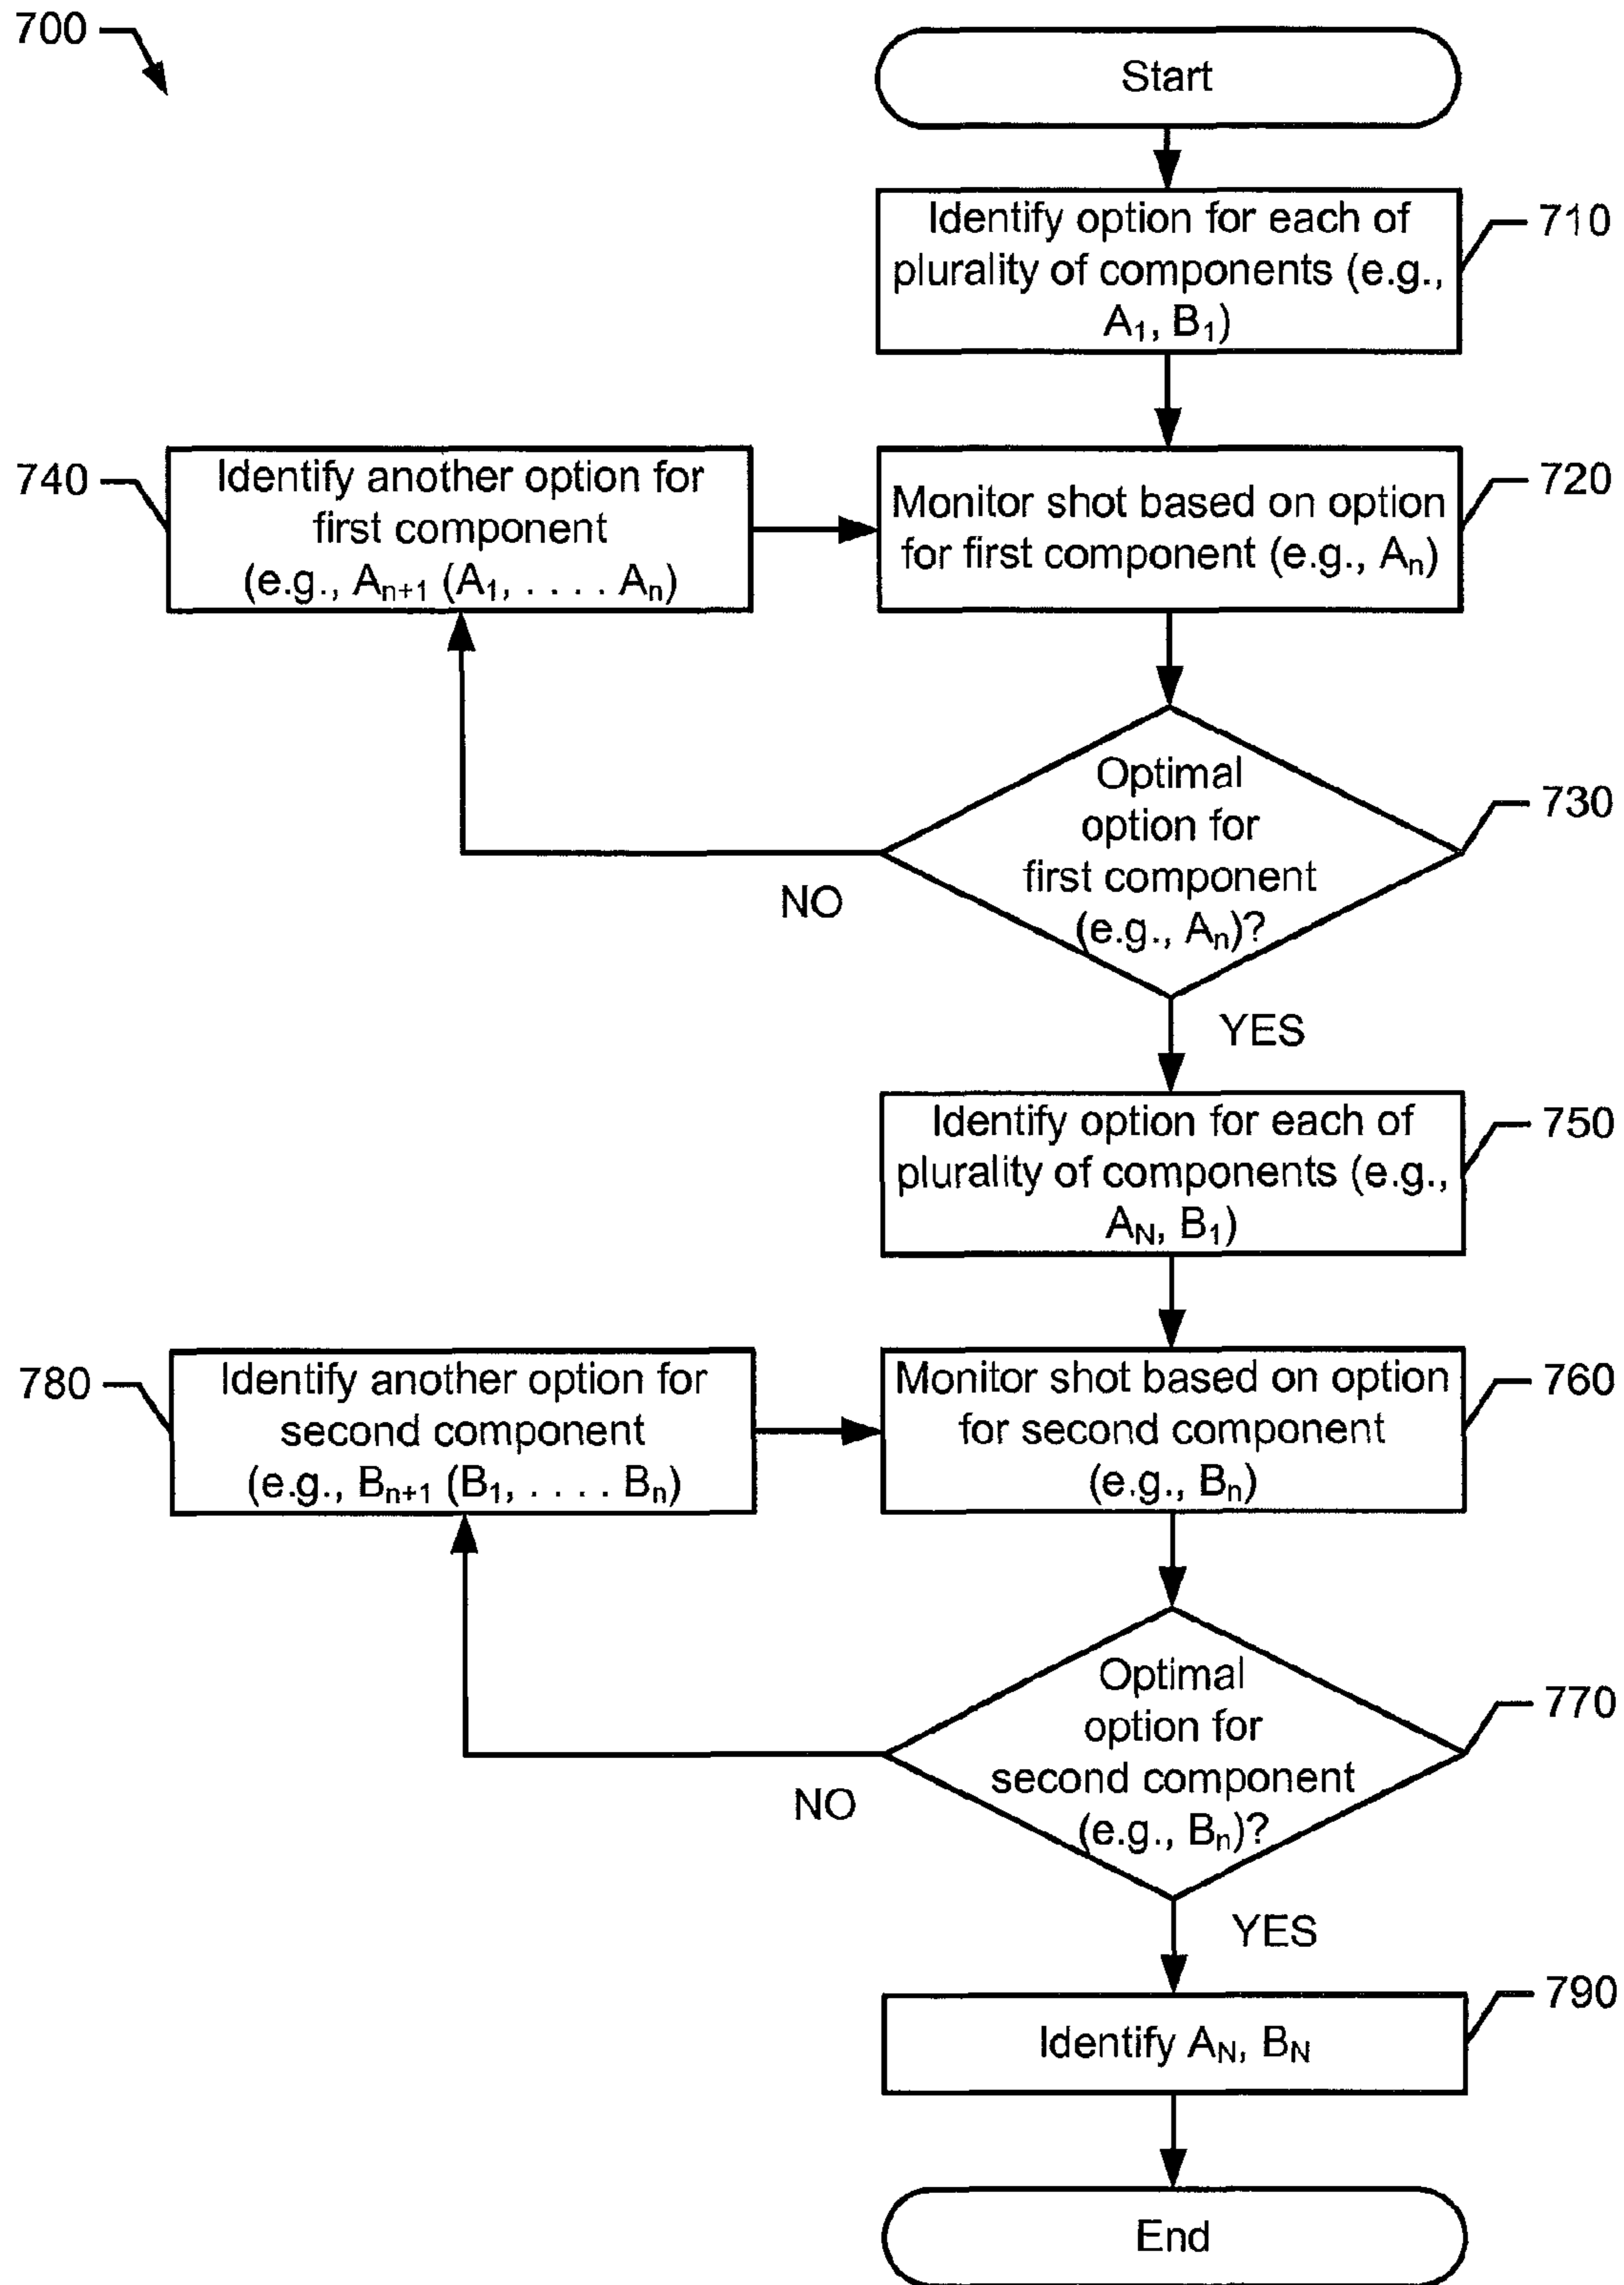 700
Start
Identify option for each of
plurality of components (e.g.,
A₁, B₁)
710
740
Identify another option for
first component
(e.g., Aₙ₊₁ (A₁, . . . . Aₙ)
Monitor shot based on option
for first component (e.g., Aₙ)
720
Optimal
option for
first component
(e.g., Aₙ)?
730
NO
YES
Identify option for each of
plurality of components (e.g.,
A_N, B₁)
750
780
Identify another option for
second component
(e.g., Bₙ₊₁ (B₁, . . . . Bₙ)
Monitor shot based on option
for second component
(e.g., Bₙ)
760
Optimal
option for
second component
(e.g., Bₙ)?
770
NO
YES
790
Identify A_N, B_N
End